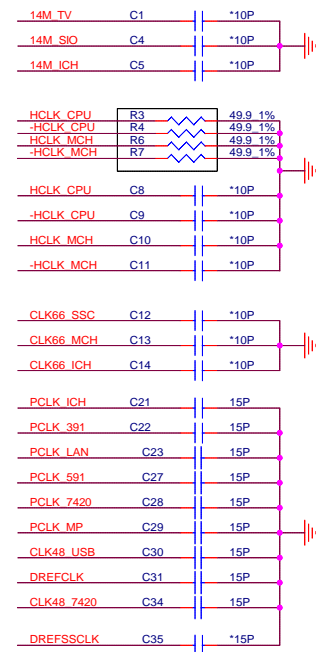 14M_TV C1 *10P
14M_SIO C4 *10P
14M_ICH C5 *10P
HCLK_CPU R3 49.9_1%
-HCLK_CPU R4 49.9_1%
HCLK_MCH R6 49.9_1%
-HCLK_MCH R7 49.9_1%
HCLK_CPU C8 *10P
-HCLK_CPU C9 *10P
HCLK_MCH C10 *10P
-HCLK_MCH C11 *10P
CLK66_SSC C12 *10P
CLK66_MCH C13 *10P
CLK66_ICH C14 *10P
PCLK_ICH C21 15P
PCLK_391 C22 15P
PCLK_LAN C23 15P
PCLK_591 C27 15P
PCLK_7420 C28 15P
PCLK_MP C29 15P
CLK48_USB C30 15P
DREFCLK C31 15P
CLK48_7420 C34 15P
DREFSSCLK C35 *15P